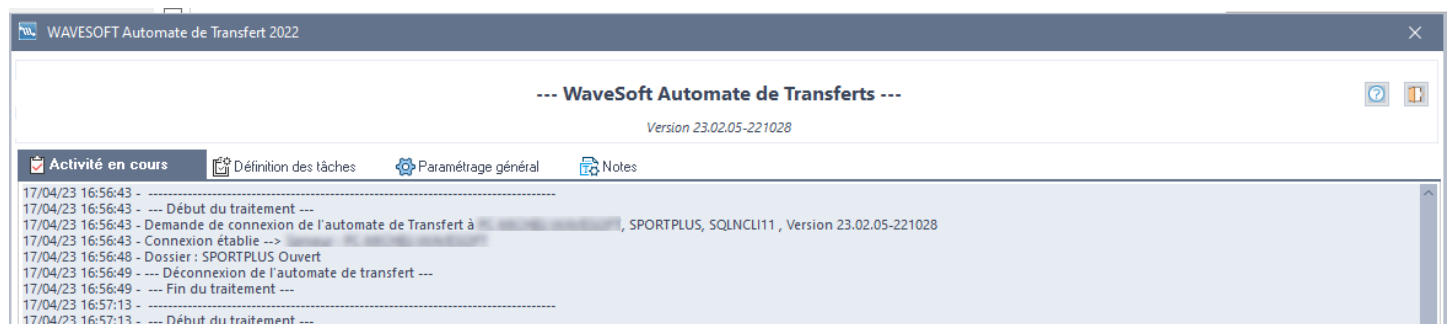 WAVESOFT Automate de Transfert 2022
--- WaveSoft Automate de Transferts ---
Version 23.02.05-221028
Activité en cours Définition des tâches Paramétrage général Notes
17/04/23 16:56:43 - -----------------------------------------------------------------------------------
17/04/23 16:56:43 - --- Début du traitement ---
17/04/23 16:56:43 - Demande de connexion de l'automate de Transfert à , SPORTPLUS, SQLNCLI11 , Version 23.02.05-221028
17/04/23 16:56:43 - Connexion établie -->
17/04/23 16:56:48 - Dossier : SPORTPLUS Ouvert
17/04/23 16:56:49 - --- Déconnexion de l'automate de transfert ---
17/04/23 16:56:49 - --- Fin du traitement ---
17/04/23 16:57:13 - -----------------------------------------------------------------------------------
17/04/23 16:57:13 - --- Début du traitement ---